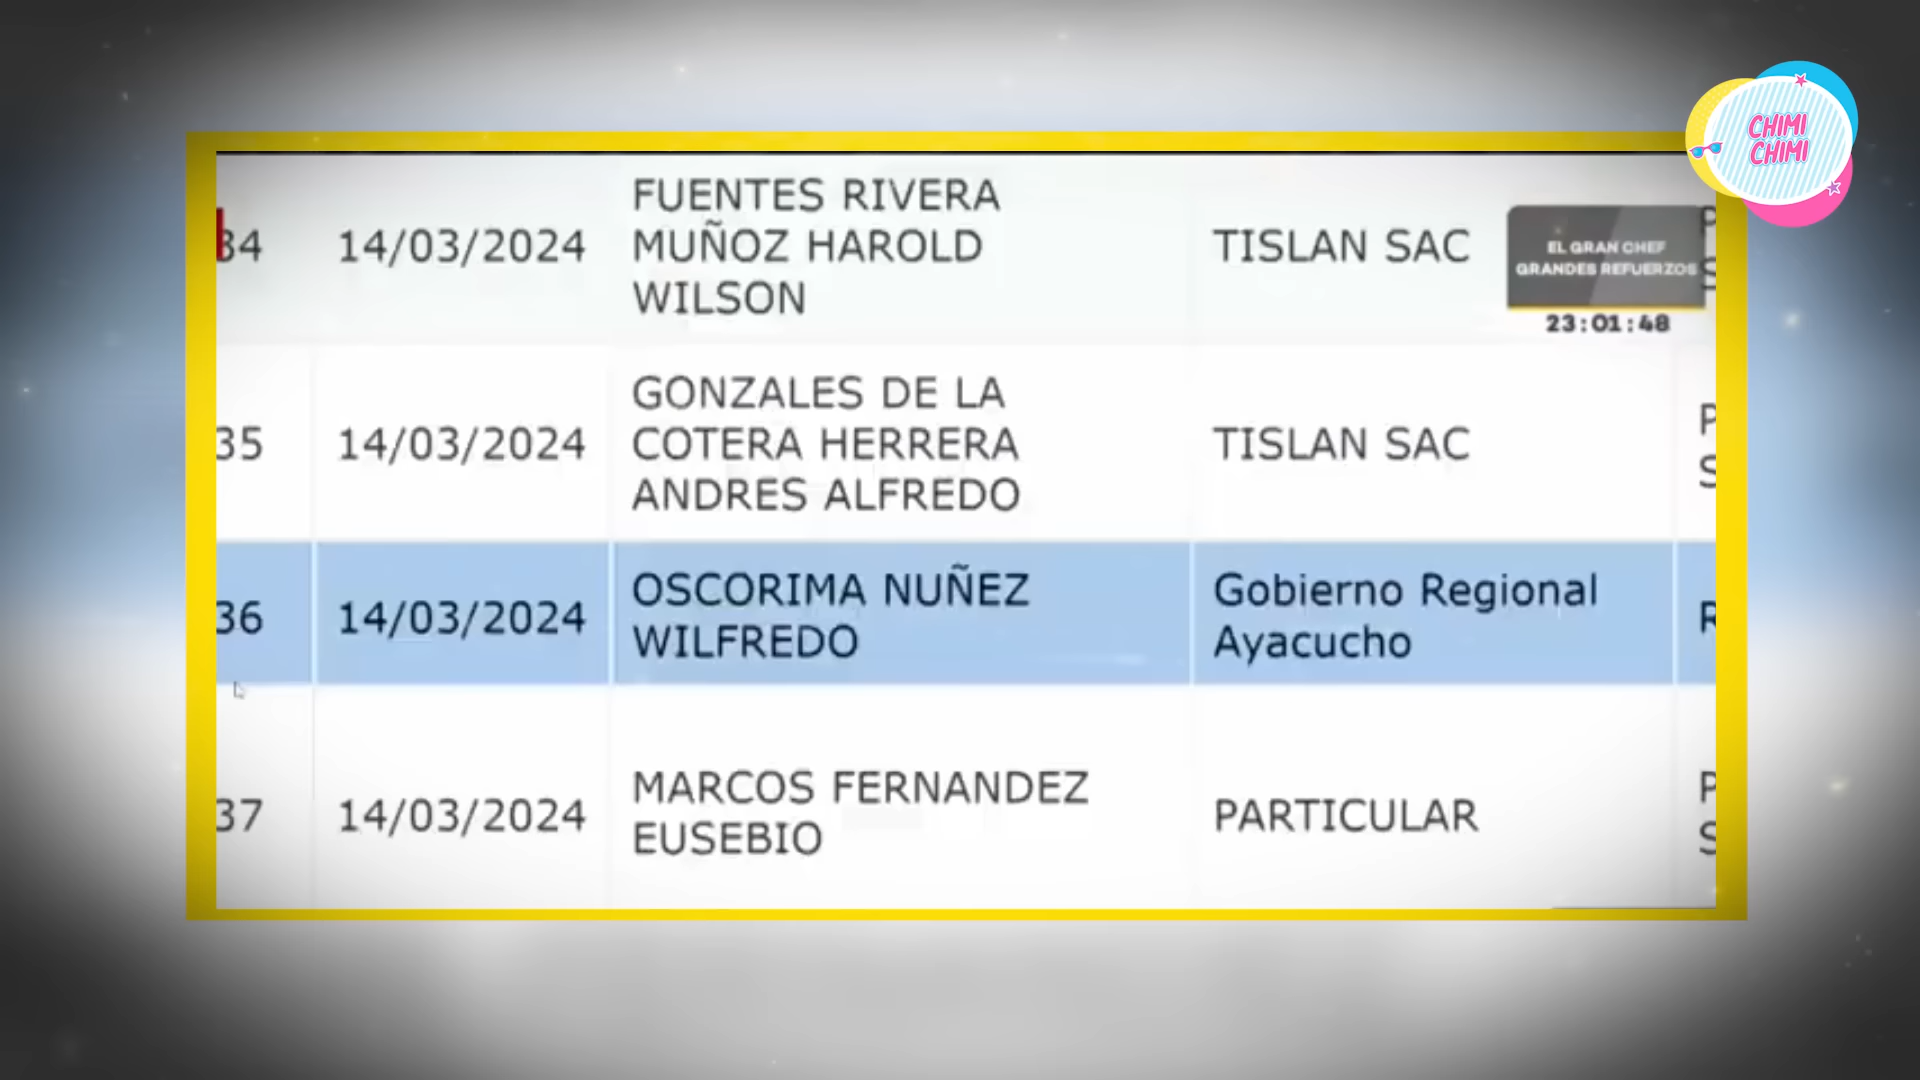 CHIMI
CHIMI
34 14/03/2024 FUENTES RIVERA
MUÑOZ HAROLD
WILSON
TISLAN SAC
EL GRAN CHEF
GRANDES REFUERZOS
23:01:48
35 14/03/2024 GONZALES DE LA
COTERA HERRERA
ANDRES ALFREDO
TISLAN SAC
36 14/03/2024 OSCORIMA NUÑEZ
WILFREDO
Gobierno Regional
Ayacucho
37 14/03/2024 MARCOS FERNANDEZ
EUSEBIO
PARTICULAR